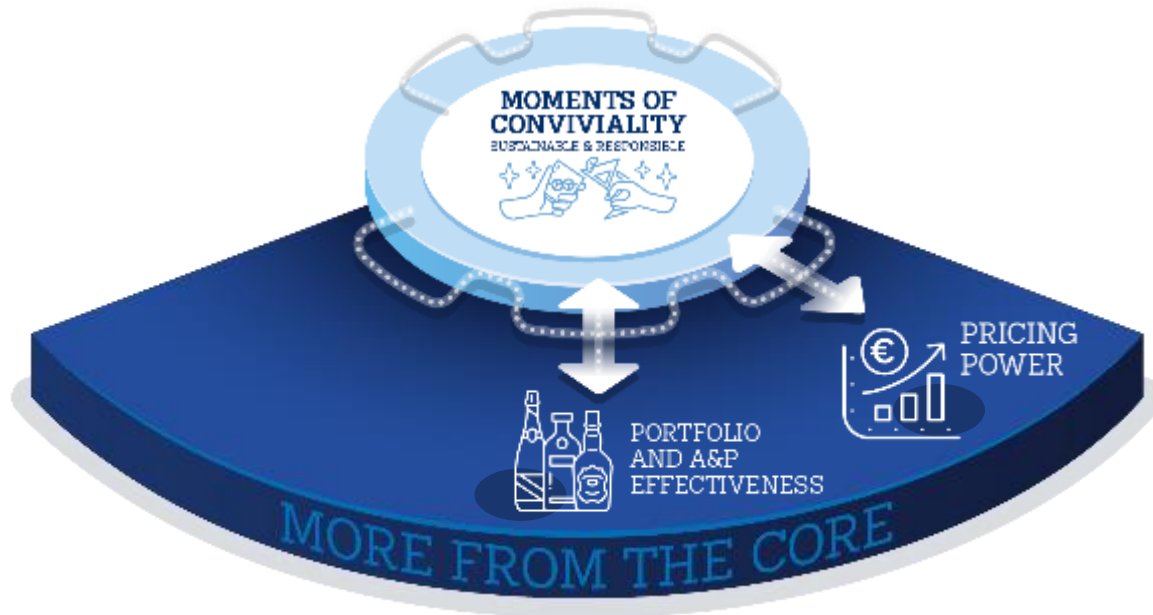 MOMENTS OF
CONVIVIALITY
SUSTAINABLE & RESPONSIBLE
€
PRICING
POWER
PORTFOLIO
AND A&P
EFFECTIVENESS
MORE FROM THE CORE